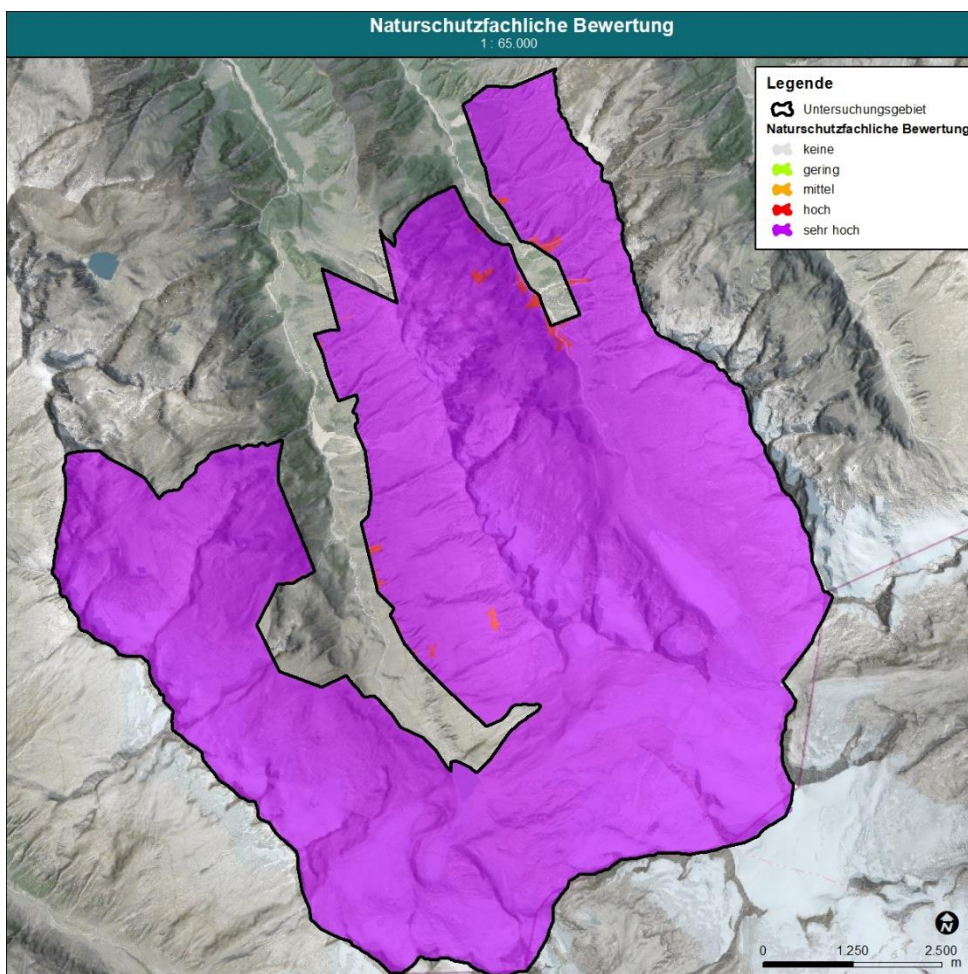 Naturschutzfachliche Bewertung
1 : 65.000
Legende
Untersuchungsgebiet
Naturschutzfachliche Bewertung
keine
gering
mittel
hoch
sehr hoch
N
0 1.250 2.500
m